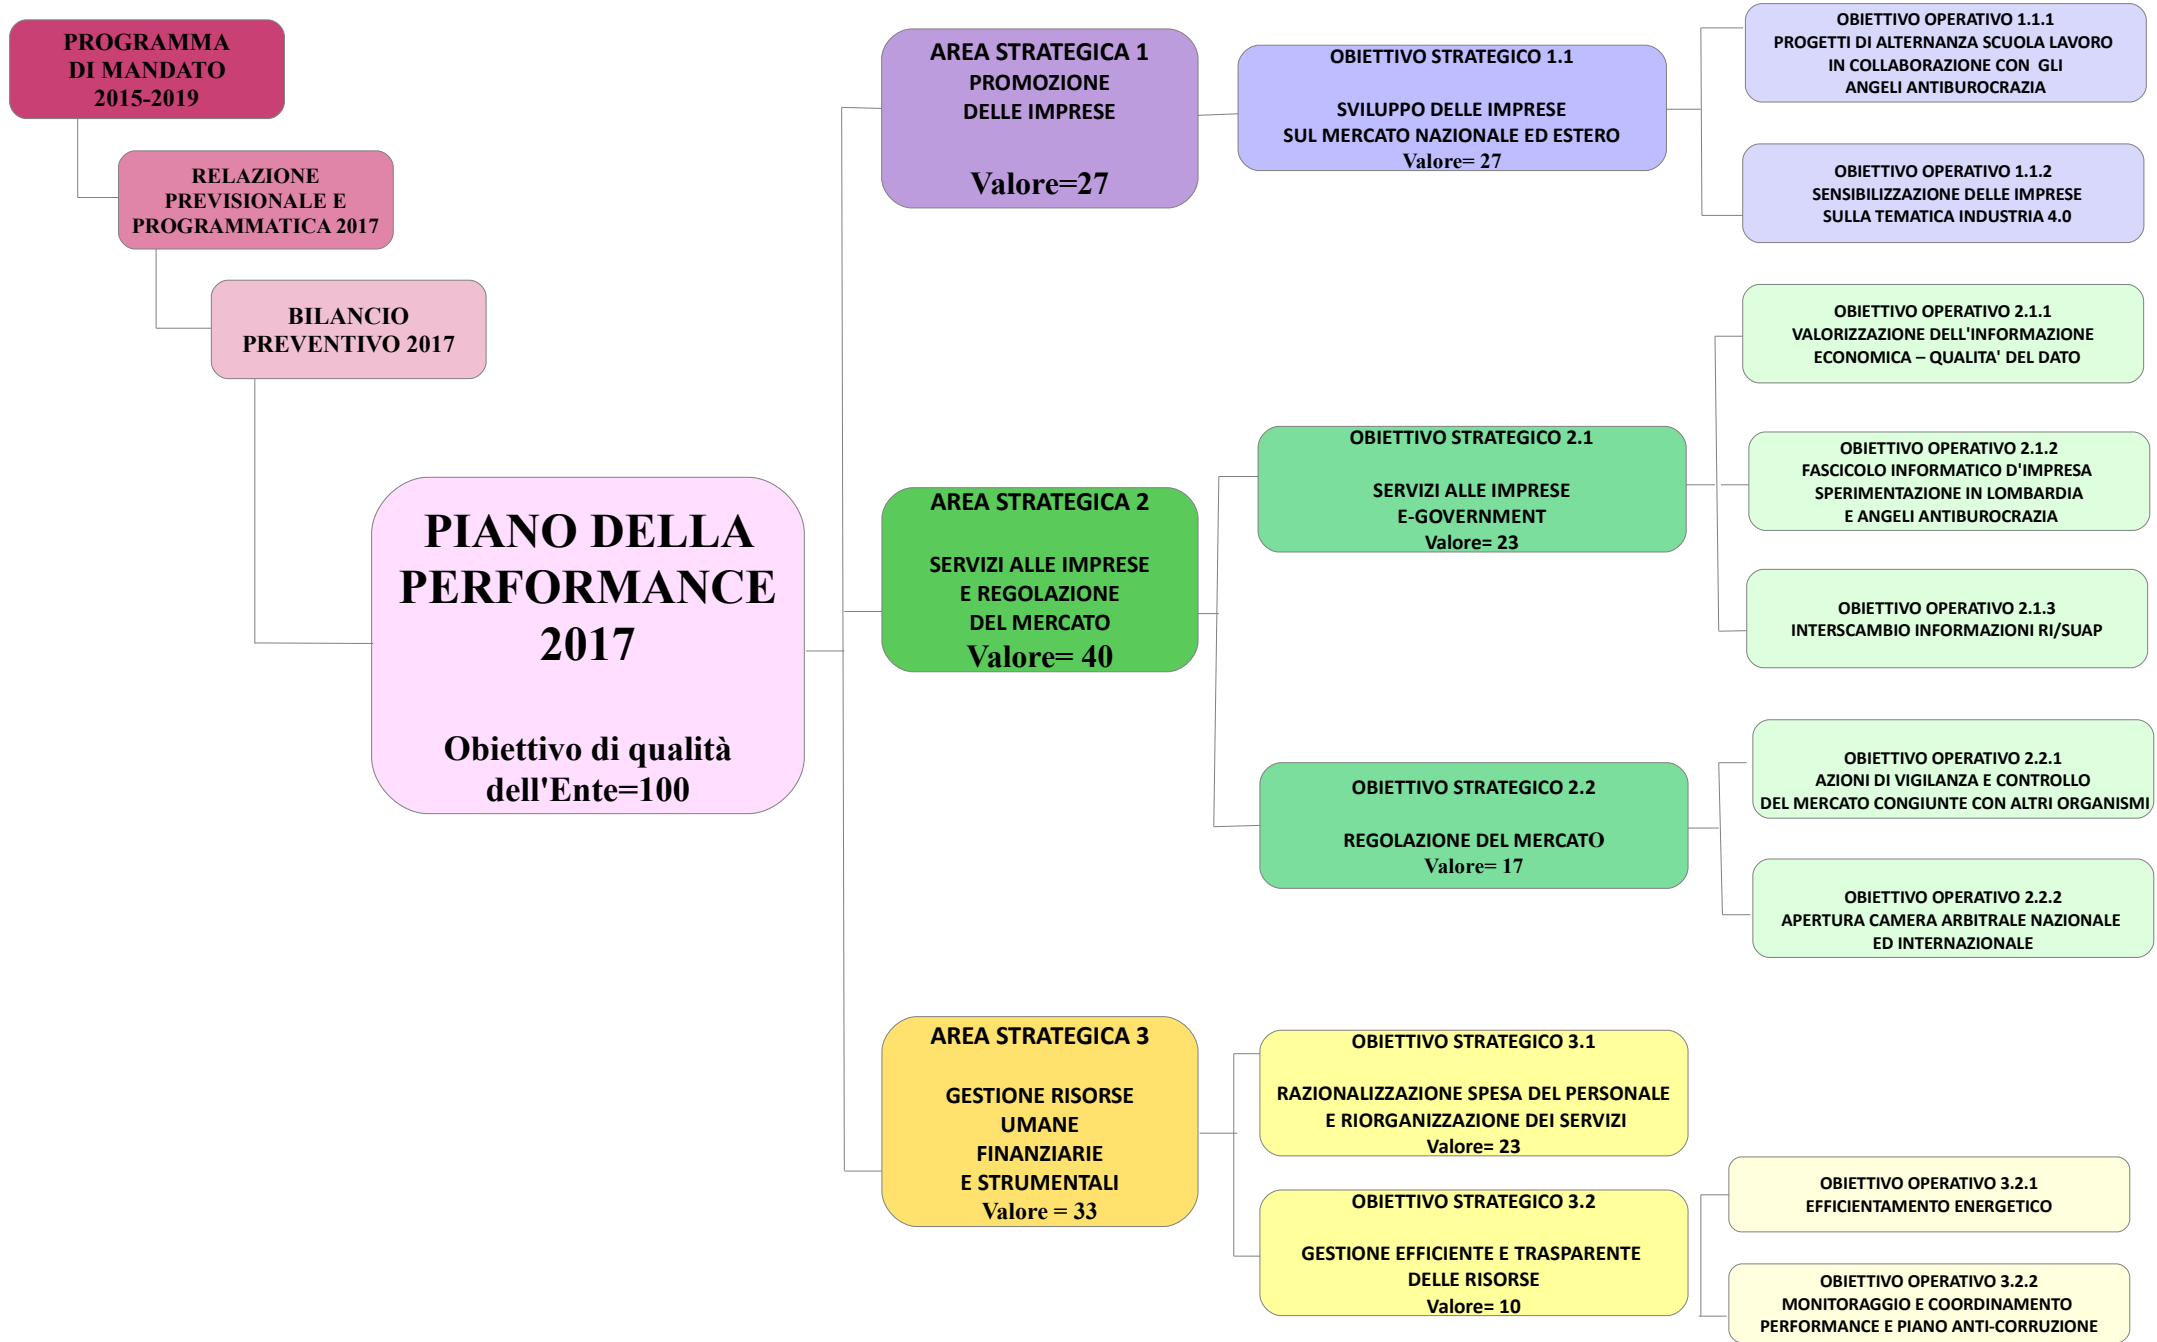 PROGRAMMA
DI MANDATO
2015-2019
RELAZIONE
PREVISIONALE E
PROGRAMMATICA 2017
BILANCIO
PREVENTIVO 2017
PIANO DELLA
PERFORMANCE
2017
Obiettivo di qualità
dell'Ente=100
AREA STRATEGICA 1
PROMOZIONE
DELLE IMPRESE
Valore=27
OBIETTIVO STRATEGICO 1.1
SVILUPPO DELLE IMPRESE
SUL MERCATO NAZIONALE ED ESTERO
Valore= 27
OBIETTIVO OPERATIVO 1.1.1
PROGETTI DI ALTERNANZA SCUOLA LAVORO
IN COLLABORAZIONE CON GLI
ANGELI ANTIBUROCRAZIA
OBIETTIVO OPERATIVO 1.1.2
SENSIBILIZZAZIONE DELLE IMPRESE
SULLA TEMATICA INDUSTRIA 4.0
AREA STRATEGICA 2
SERVIZI ALLE IMPRESE
E REGOLAZIONE
DEL MERCATO
Valore= 40
OBIETTIVO STRATEGICO 2.1
SERVIZI ALLE IMPRESE
E-GOVERNMENT
Valore= 23
OBIETTIVO OPERATIVO 2.1.1
VALORIZZAZIONE DELL'INFORMAZIONE
ECONOMICA – QUALITA' DEL DATO
OBIETTIVO OPERATIVO 2.1.2
FASCICOLO INFORMATICO D'IMPRESA
SPERIMENTAZIONE IN LOMBARDIA
E ANGELI ANTIBUROCRAZIA
OBIETTIVO OPERATIVO 2.1.3
INTERSCAMBIO INFORMAZIONI RI/SUAP
OBIETTIVO STRATEGICO 2.2
REGOLAZIONE DEL MERCATO
Valore= 17
OBIETTIVO OPERATIVO 2.2.1
AZIONI DI VIGILANZA E CONTROLLO
DEL MERCATO CONGIUNTE CON ALTRI ORGANISMI
OBIETTIVO OPERATIVO 2.2.2
APERTURA CAMERA ARBITRALE NAZIONALE
ED INTERNAZIONALE
AREA STRATEGICA 3
GESTIONE RISORSE
UMANE
FINANZIARIE
E STRUMENTALI
Valore = 33
OBIETTIVO STRATEGICO 3.1
RAZIONALIZZAZIONE SPESA DEL PERSONALE
E RIORGANIZZAZIONE DEI SERVIZI
Valore= 23
OBIETTIVO STRATEGICO 3.2
GESTIONE EFFICIENTE E TRASPARENTE
DELLE RISORSE
Valore= 10
OBIETTIVO OPERATIVO 3.2.1
EFFICIENTAMENTO ENERGETICO
OBIETTIVO OPERATIVO 3.2.2
MONITORAGGIO E COORDINAMENTO
PERFORMANCE E PIANO ANTI-CORRUZIONE